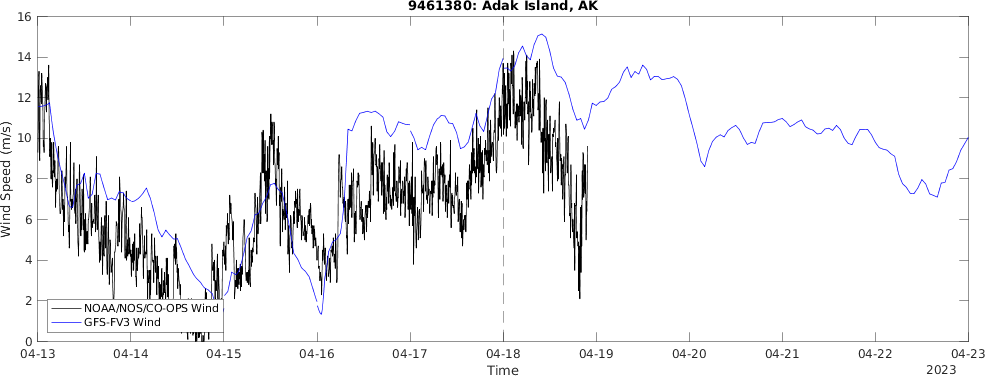 9461380: Adak Island, AK
Wind Speed (m/s)
16
14
12
10
8
6
4
2
0
NOAA/NOS/CO-OPS Wind
GFS-FV3 Wind
04-13 04-14 04-15 04-16 04-17 04-18 04-19 04-20 04-21 04-22 04-23
Time
2023